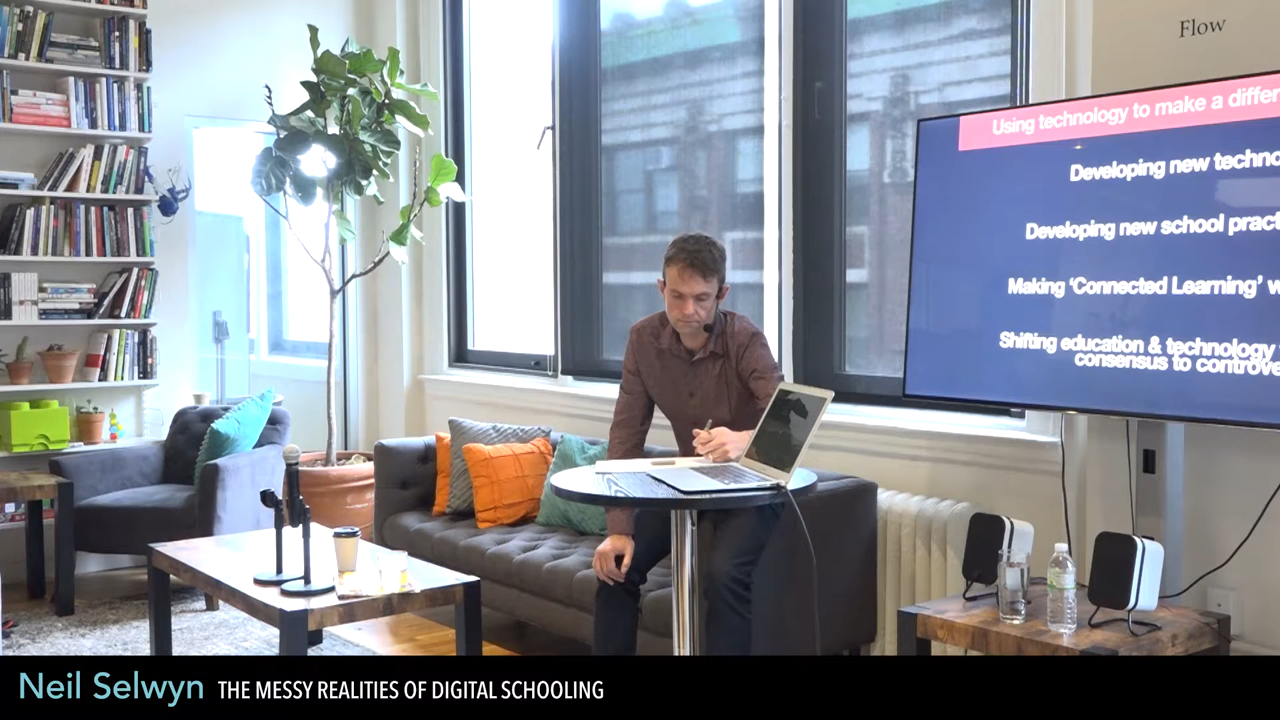 Flow
Using technology to make a differ
Developing new techno
Developing new school pract
Making ‘Connected Learning’ w
Shifting education & technology
consensus to controve
Neil Selwyn THE MESSY REALITIES OF DIGITAL SCHOOLING